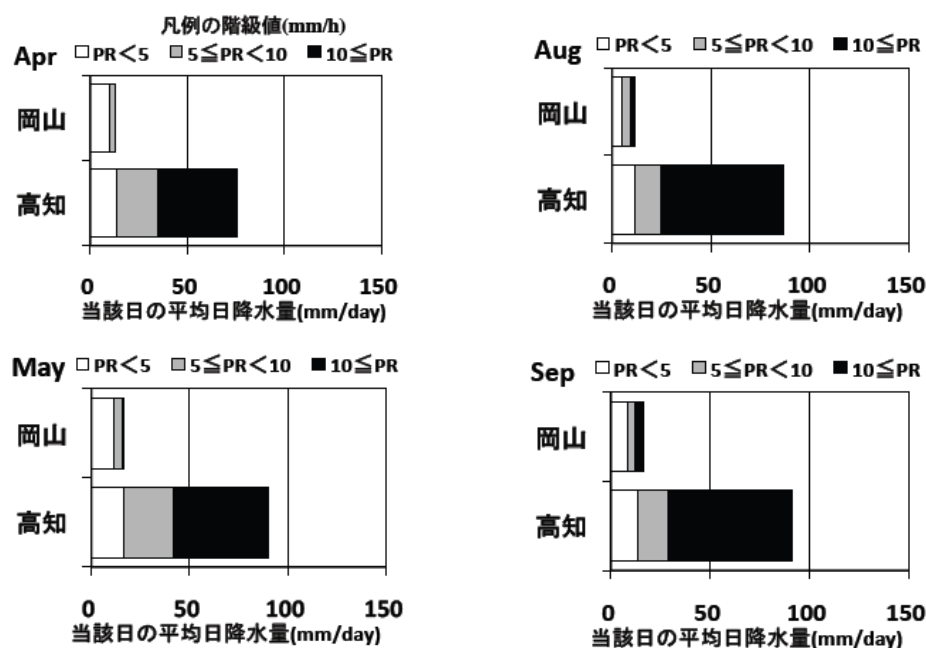 凡例の階級値(mm/h)
Apr □ PR＜5 ■ 5≦PR＜10 ■ 10≦PR
岡山
高知
0 50 100 150
当該日の平均日降水量(mm/day)
Aug □ PR＜5 ■ 5≦PR＜10 ■ 10≦PR
岡山
高知
0 50 100 150
当該日の平均日降水量(mm/day)
May □ PR＜5 ■ 5≦PR＜10 ■ 10≦PR
岡山
高知
0 50 100 150
当該日の平均日降水量(mm/day)
Sep □ PR＜5 ■ 5≦PR＜10 ■ 10≦PR
岡山
高知
0 50 100 150
当該日の平均日降水量(mm/day)